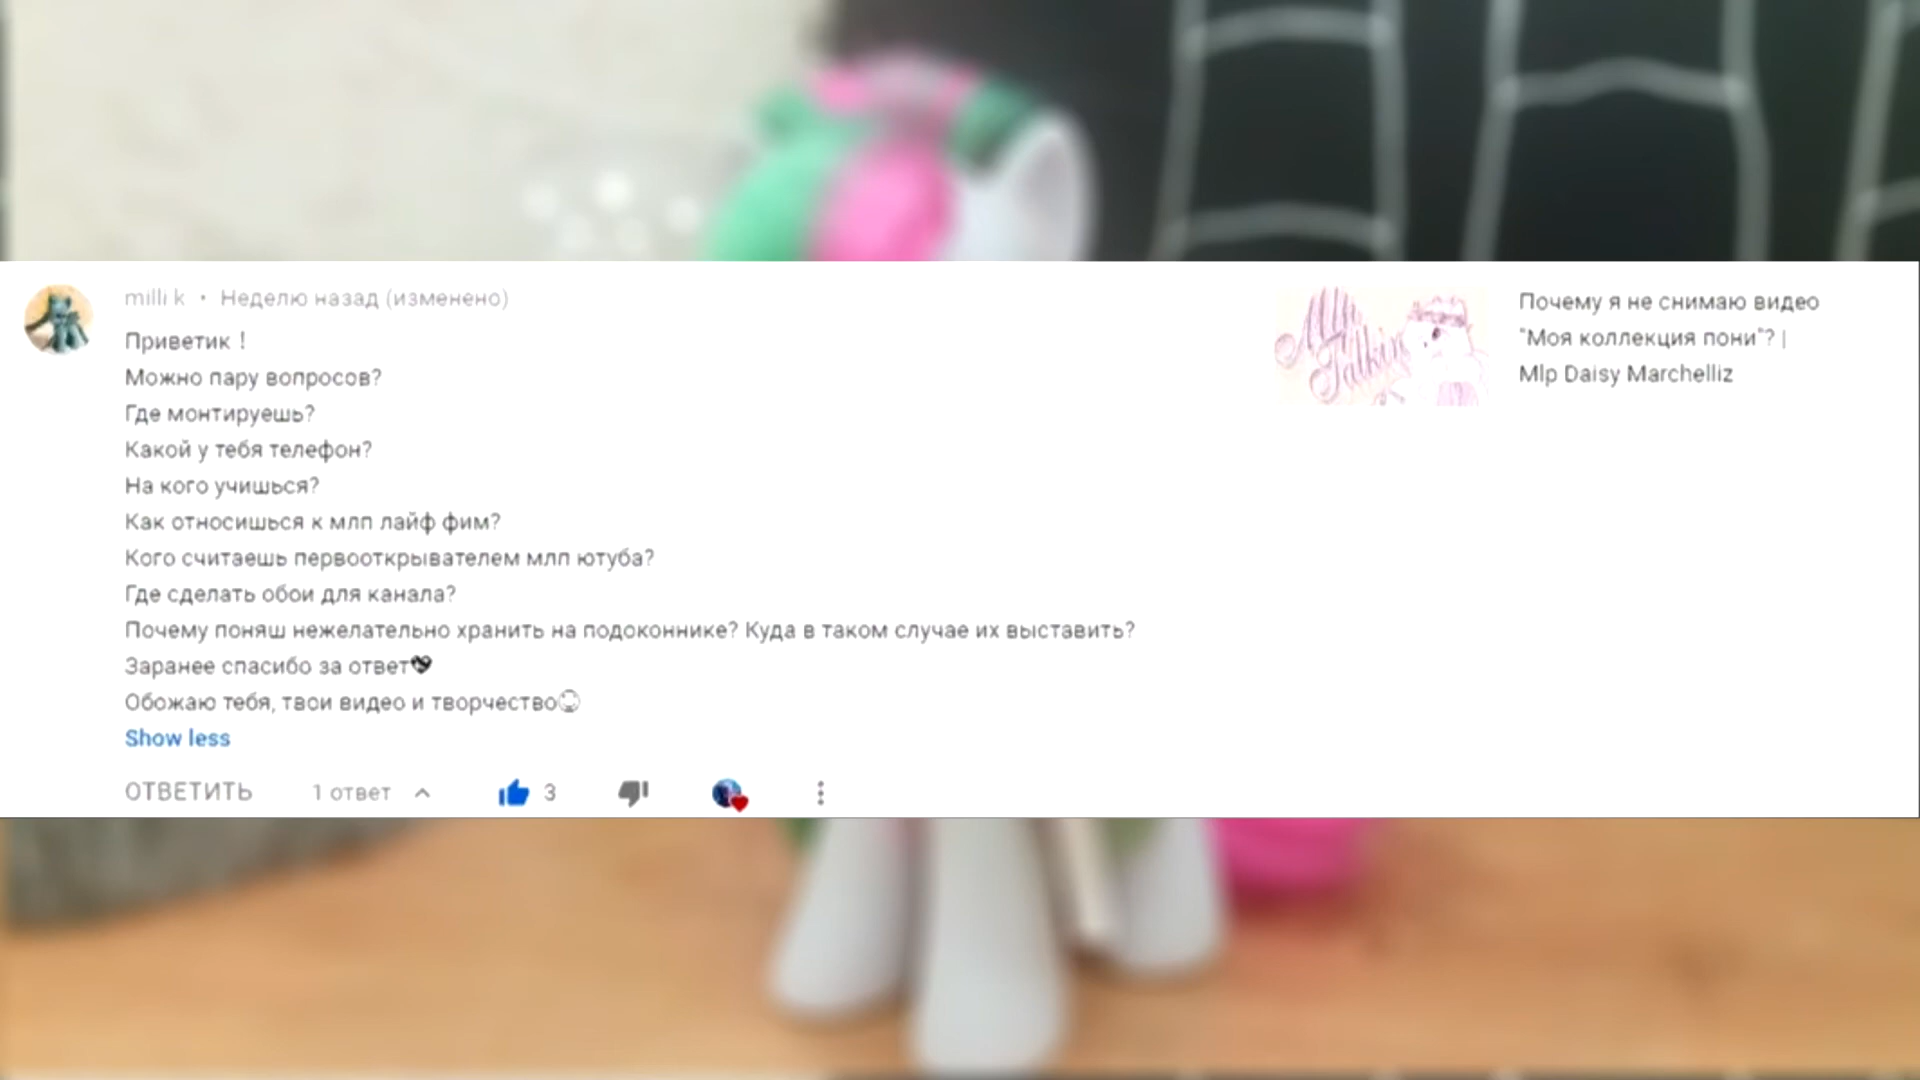 milli k • Неделю назад (изменено)
Приветик !
Можно пару вопросов?
Где монтируешь?
Какой у тебя телефон?
На кого учишься?
Как относишься к млп лайф фим?
Кого считаешь первооткрывателем млп ютуба?
Где сделать обои для канала?
Почему поняш нежелательно хранить на подоконнике? Куда в таком случае их выставить?
Заранее спасибо за ответ
Обожаю тебя, твои видео и творчество
Show less
ОТВЕТИТЬ 1 ответ 3
Mlp
Talkin
Почему я не снимаю видео
"Моя коллекция пони"? |
Mlp Daisy Marchelliz